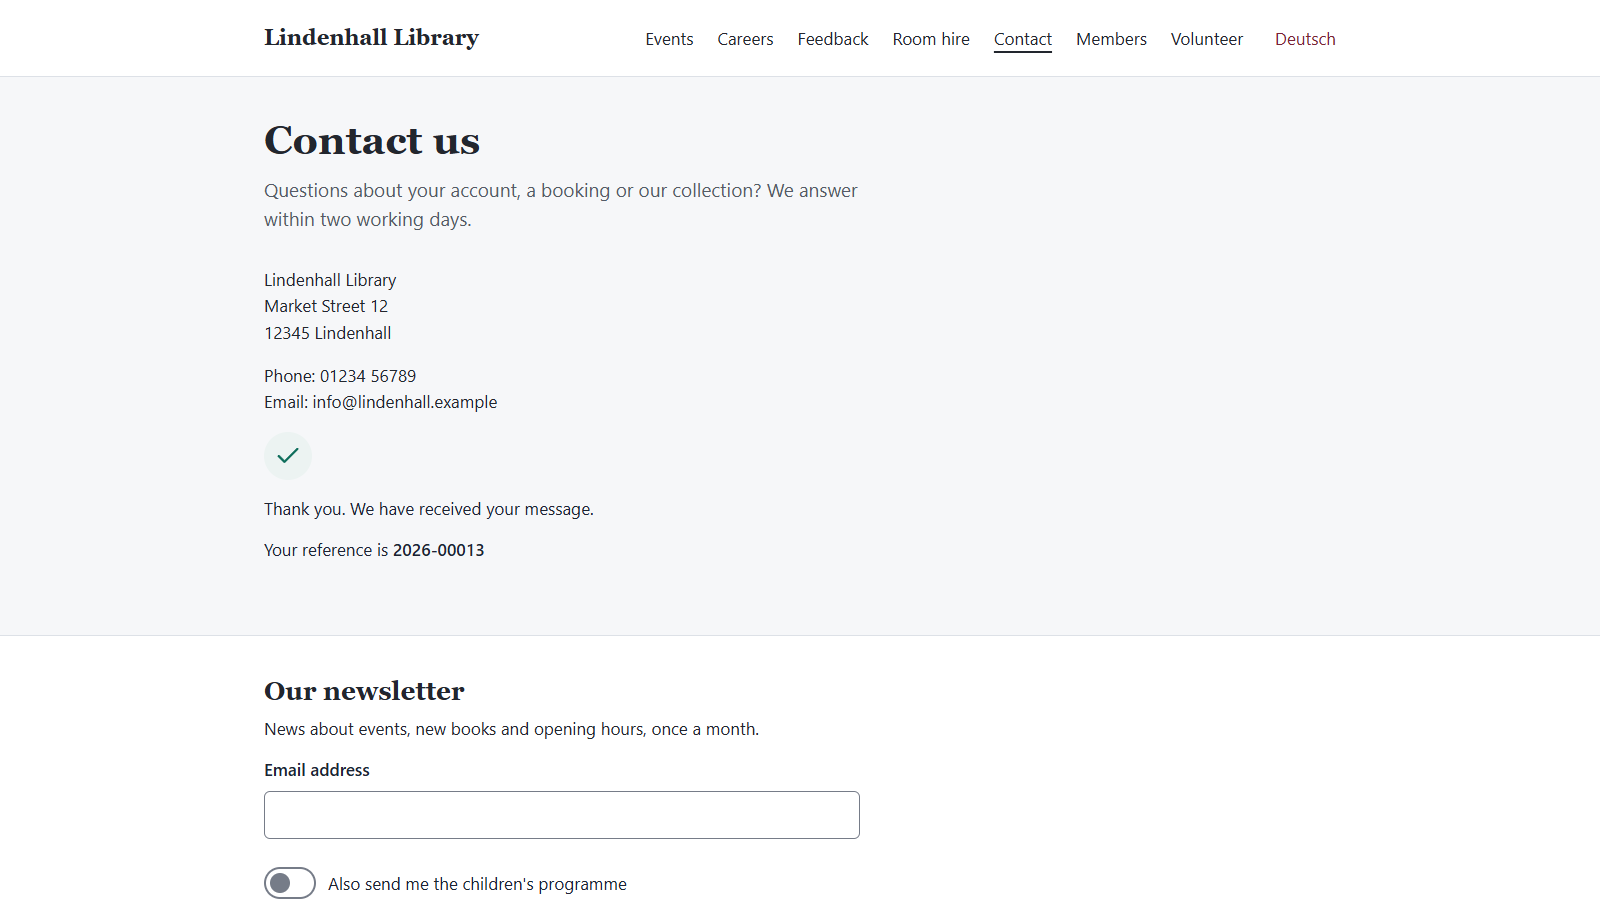 Lindenhall Library
Events Careers Feedback Room hire Contact Members Volunteer Deutsch
Contact us
Questions about your account, a booking or our collection? We answer
within two working days.
Lindenhall Library
Market Street 12
12345 Lindenhall
Phone: 01234 56789
Email: info@lindenhall.example
Thank you. We have received your message.
Your reference is 2026-00013
Our newsletter
News about events, new books and opening hours, once a month.
Email address
Also send me the children's programme